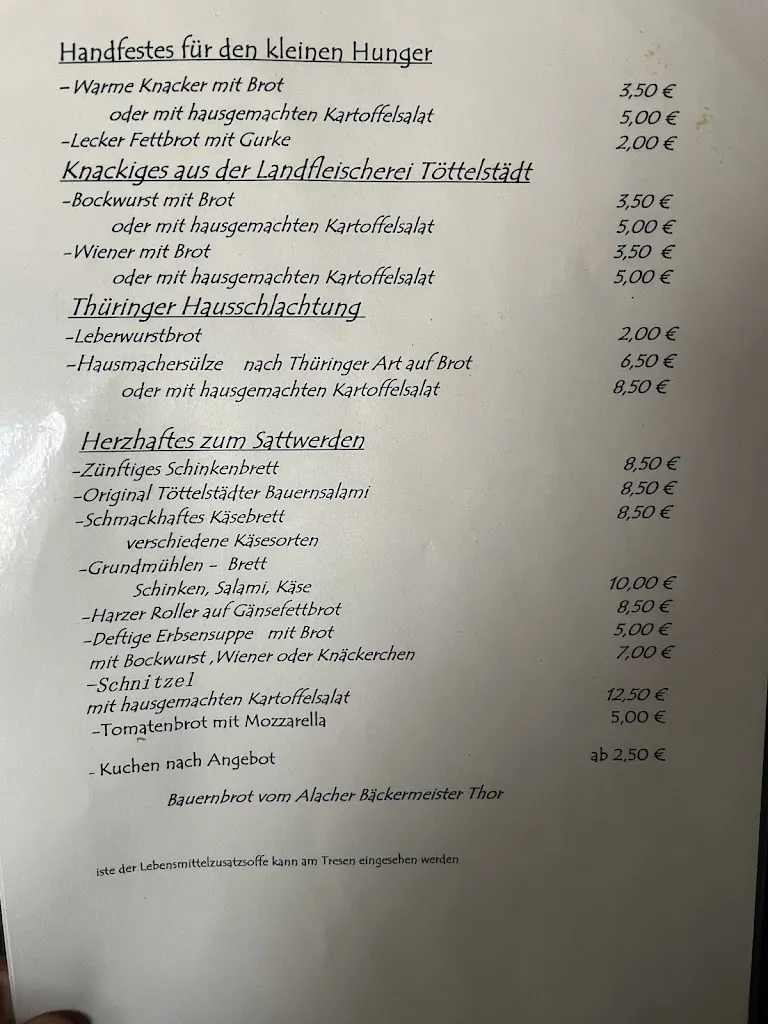 Handfestes für den kleinen Hunger
- Warme Knacker mit Brot 3,50 €
oder mit hausgemachten Kartoffelsalat 5,00 €
-Lecker Fettbrot mit Gurke 2,00 €
Knackiges aus der Landfleischerei Töttelstädt
-Bockwurst mit Brot 3,50 €
oder mit hausgemachten Kartoffelsalat 5,00 €
-Wiener mit Brot 3,50 €
oder mit hausgemachten Kartoffelsalat 5,00 €
Thüringer Hausschlachtung
-Leberwurstbrot 2,00 €
-Hausmachersülze nach Thüringer Art auf Brot 6,50 €
oder mit hausgemachten Kartoffelsalat 8,50 €
Herzhaftes zum Sattwerden
-Zünftiges Schinkenbrett 8,50 €
-Original Töttelstädter Bauernsalami 8,50 €
-Schmackhaftes Käsebrett 8,50 €
verschiedene Käsesorten
-Grundmühlen - Brett
Schinken, Salami, Käse 10,00 €
-Harzer Roller auf Gänsefettbrot 8,50 €
-Deftige Erbsensuppe mit Brot 5,00 €
mit Bockwurst ,Wiener oder Knäckerchen 7,00 €
-Schnitzel
mit hausgemachten Kartoffelsalat 12,50 €
-Tomatenbrot mit Mozzarella 5,00 €
- Kuchen nach Angebot ab 2,50 €
Bauernbrot vom Alacher Bäckermeister Thor
iste der Lebensmittelzusatzsoffe kann am Tresen eingesehen werden